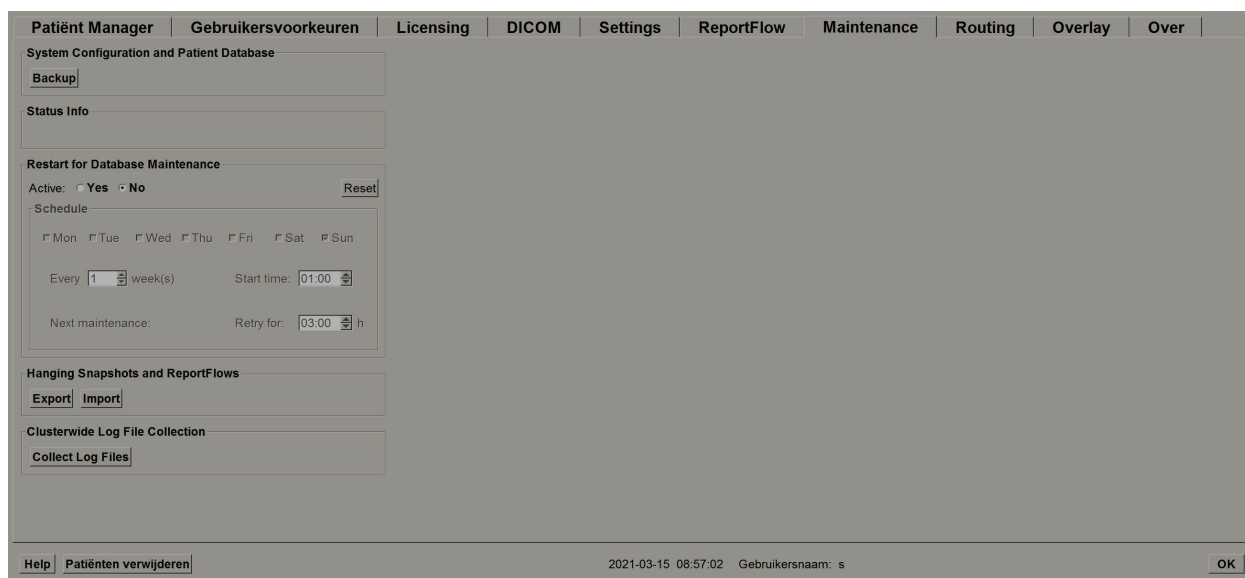 Patiënt Manager Gebruikersvoorkeuren Licensing DICOM Settings ReportFlow Maintenance Routing Overlay Over
System Configuration and Patient Database
Backup
Status Info
Restart for Database Maintenance
Active: Yes No Reset
Schedule
Mon Tue Wed Thu Fri Sat Sun
Every 1 week(s) Start time: 01:00
Next maintenance: Retry for: 03:00 h
Hanging Snapshots and ReportFlows
Export Import
Clusterwide Log File Collection
Collect Log Files
Help Patiënten verwijderen 2021-03-15 08:57:02 Gebruikersnaam: s OK